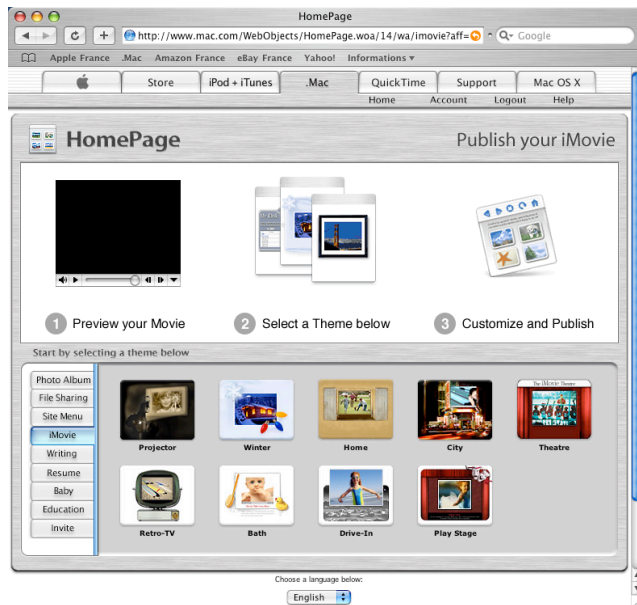 HomePage
http://www.mac.com/WebObjects/HomePage.woa/14/wa/imovie?aff=
Google
Apple France .Mac Amazon France eBay France Yahoo! Informations
Store iPod + iTunes .Mac QuickTime Support Mac OS X
Home Account Logout Help
HomePage Publish your iMovie
1 Preview your Movie 2 Select a Theme below 3 Customize and Publish
Start by selecting a theme below
Photo Album
File Sharing
Site Menu
iMovie
Writing
Resume
Baby
Education
Invite
The iMovie Theatre
Projector Winter Home City Theatre
Retro-TV Bath Drive-In Play Stage
Choose a language below:
English